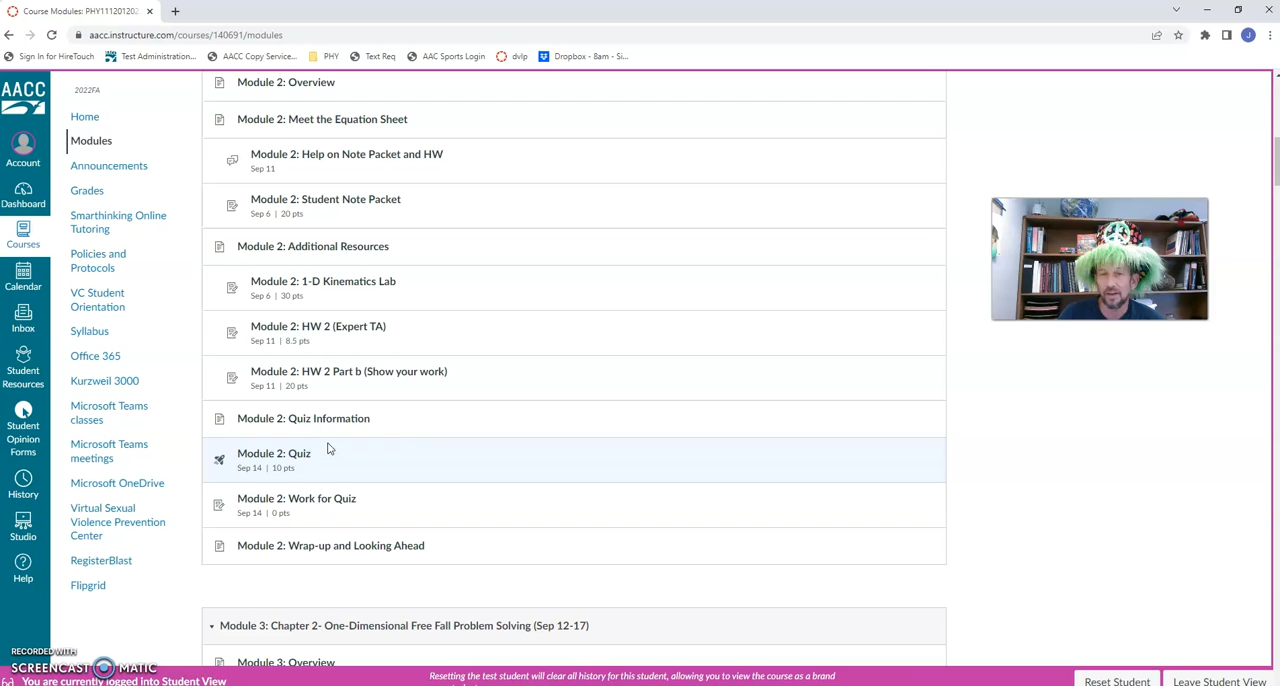 Course Modules: PHY1112012022
aacc.instructure.com/courses/140691/modules
J
Sign In for HireTouch
Test Administration...
AACC Copy Service...
PHY
Text Req
AAC Sports Login
dvlp
Dropbox - 8am - Si...
AACC
Account
Dashboard
Courses
Calendar
Inbox
Student
Resources
Student
Opinion
Forms
History
Studio
Help
2022FA
Home
Modules
Announcements
Grades
Smarthinking Online
Tutoring
Policies and
Protocols
VC Student
Orientation
Syllabus
Office 365
Kurzweil 3000
Microsoft Teams
classes
Microsoft Teams
meetings
Microsoft OneDrive
Virtual Sexual
Violence Prevention
Center
RegisterBlast
Flipgrid
Module 2: Overview
Module 2: Meet the Equation Sheet
Module 2: Help on Note Packet and HW
Sep 11
Module 2: Student Note Packet
Sep 6 | 20 pts
Module 2: Additional Resources
Module 2: 1-D Kinematics Lab
Sep 6 | 30 pts
Module 2: HW 2 (Expert TA)
Sep 11 | 8.5 pts
Module 2: HW 2 Part b (Show your work)
Sep 11 | 20 pts
Module 2: Quiz Information
Module 2: Quiz
Sep 14 | 10 pts
Module 2: Work for Quiz
Sep 14 | 0 pts
Module 2: Wrap-up and Looking Ahead
Module 3: Chapter 2- One-Dimensional Free Fall Problem Solving (Sep 12-17)
Module 3: Overview
RECORDED WITH
SCREENCAST MATIC
You are currently logged into Student View
Resetting the test student will clear all history for this student, allowing you to view the course as a brand
Reset Student
Leave Student View